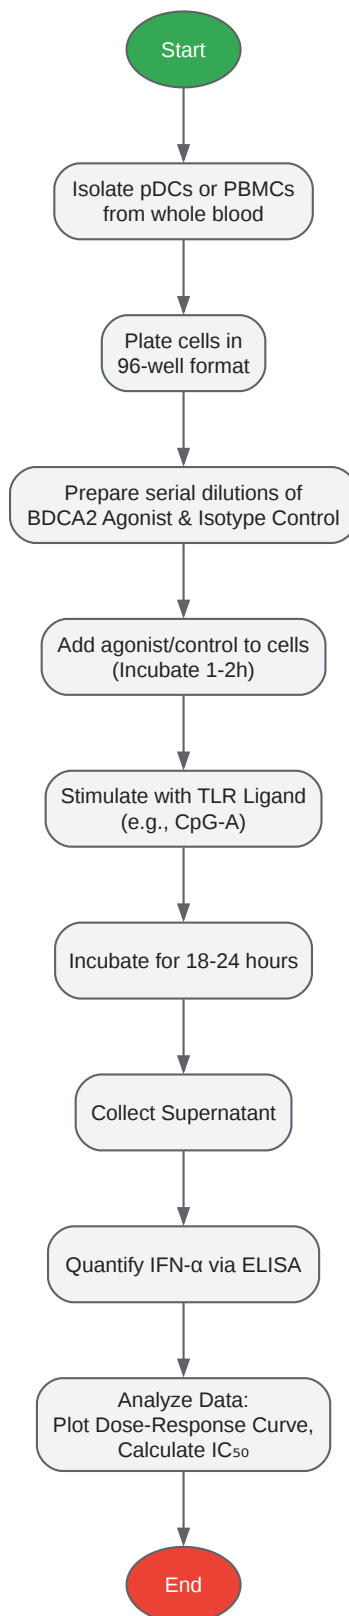 Start
Isolate pDCs or PBMCs
from whole blood
Plate cells in
96-well format
Prepare serial dilutions of
BDCA2 Agonist & Isotype Control
Add agonist/control to cells
(Incubate 1-2h)
Stimulate with TLR Ligand
(e.g., CpG-A)
Incubate for 18-24 hours
Collect Supernatant
Quantify IFN-α via ELISA
Analyze Data:
Plot Dose-Response Curve,
Calculate IC₅₀
End